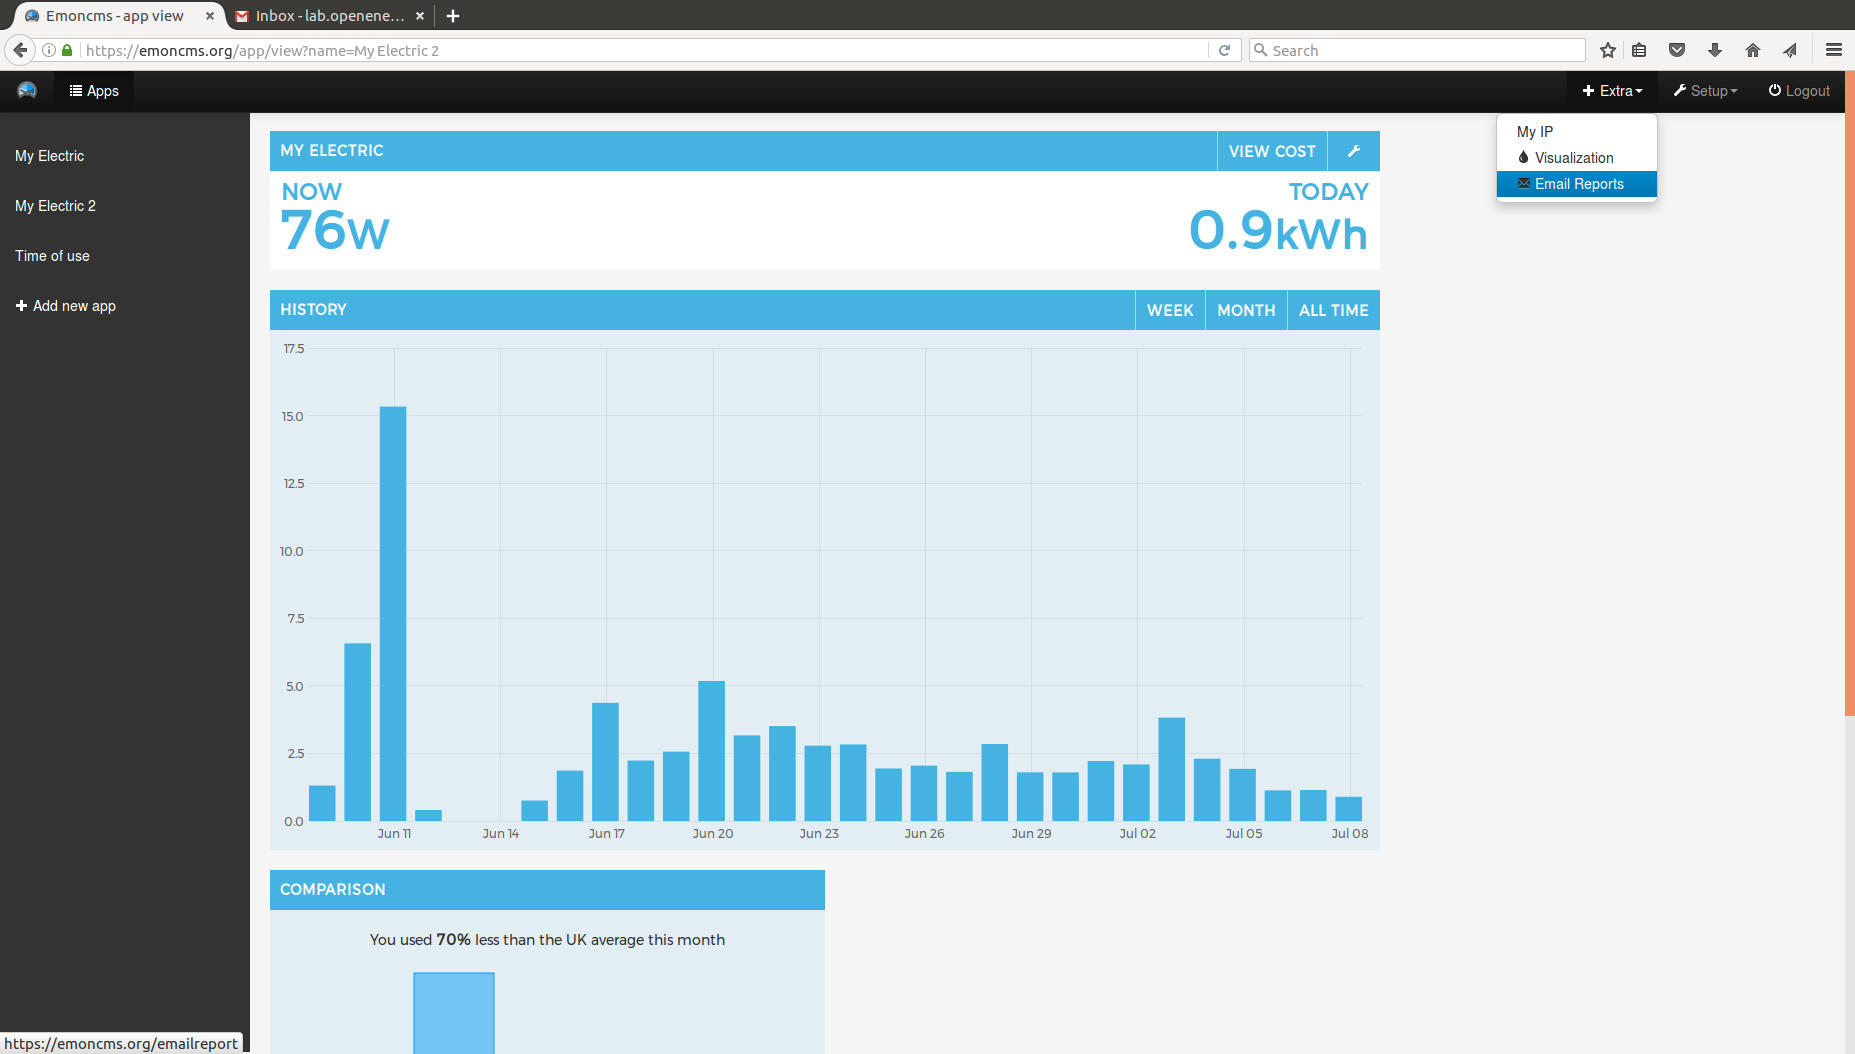 Emoncms - app view
Inbox - lab.openene...
https://emoncms.org/app/view?name=My Electric 2
Search
Apps
Extra
Setup
Logout
My IP
Visualization
Email Reports
My Electric
My Electric 2
Time of use
Add new app
MY ELECTRIC
VIEW COST
NOW
TODAY
76W
0.9kWh
HISTORY
WEEK
MONTH
ALL TIME
17.5
15.0
12.5
10.0
7.5
5.0
2.5
0.0
Jun 11
Jun 14
Jun 17
Jun 20
Jun 23
Jun 26
Jun 29
Jul 02
Jul 05
Jul 08
COMPARISON
You used 70% less than the UK average this month
https://emoncms.org/emailreport